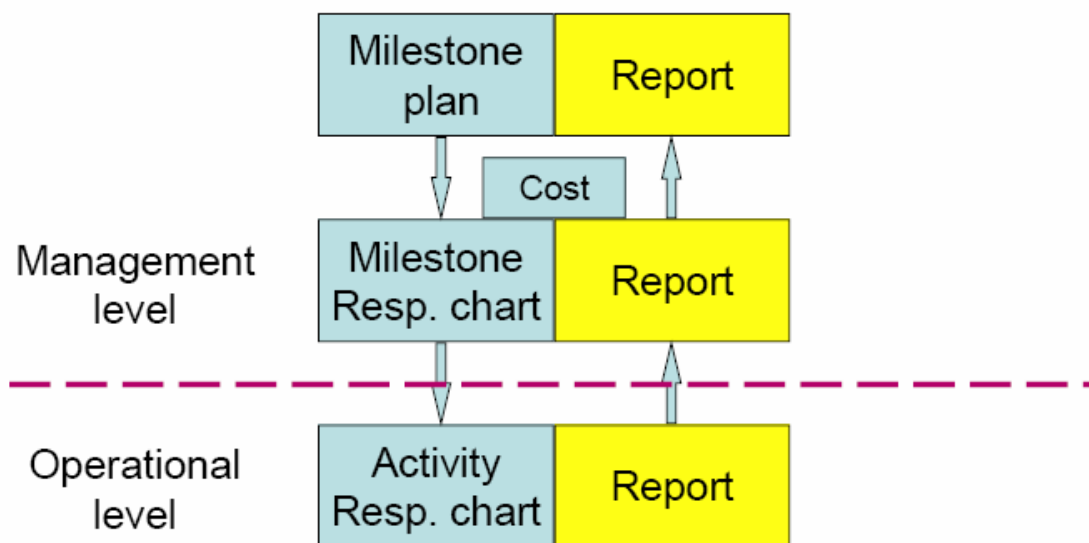 Milestone
plan
Report
Cost
Management
level
Milestone
Resp. chart
Report
Operational
level
Activity
Resp. chart
Report